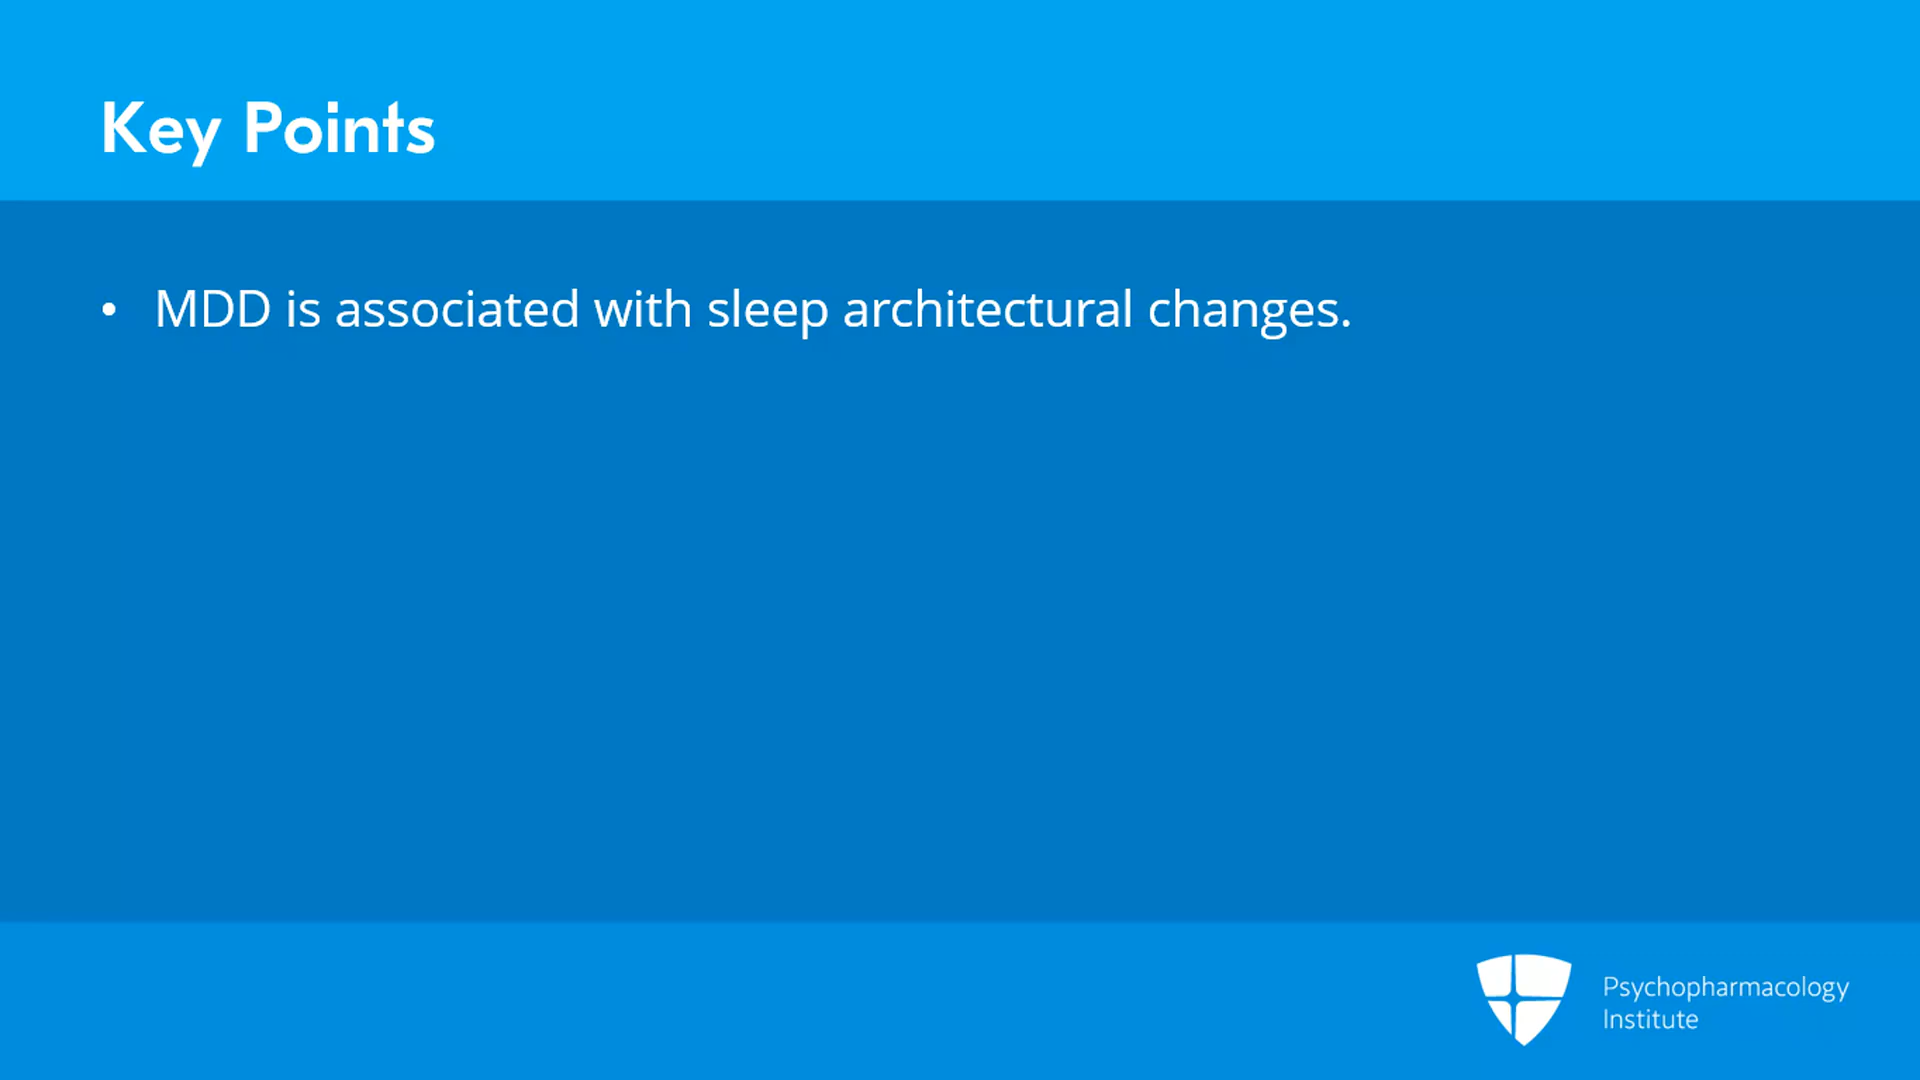 Key Points
• MDD is associated with sleep architectural changes.
Psychopharmacology
Institute